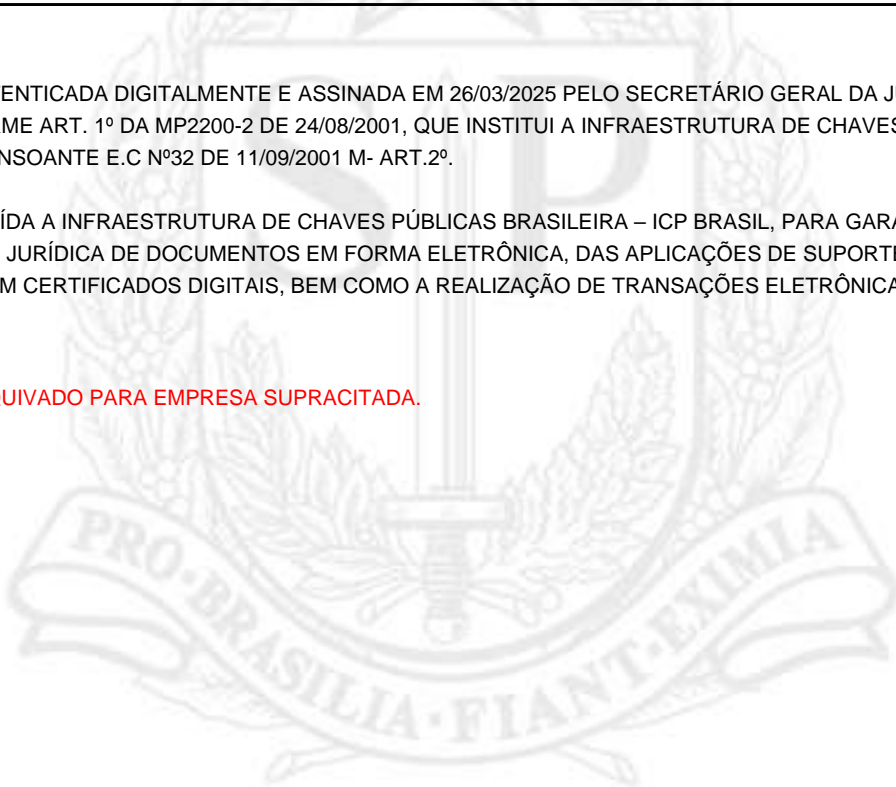 ENTICADA DIGITALMENTE E ASSINADA EM 26/03/2025 PELO SECRETÁRIO GERAL DA J
ME ART. 1º DA MP2200-2 DE 24/08/2001, QUE INSTITUI A INFRAESTRUTURA DE CHAVES
NSOANTE E.C Nº32 DE 11/09/2001 M- ART.2º.
ÍDA A INFRAESTRUTURA DE CHAVES PÚBLICAS BRASILEIRA – ICP BRASIL, PARA GARA
JURÍDICA DE DOCUMENTOS EM FORMA ELETRÔNICA, DAS APLICAÇÕES DE SUPORTE
M CERTIFICADOS DIGITAIS, BEM COMO A REALIZAÇÃO DE TRANSAÇÕES ELETRÔNICA
UIVADO PARA EMPRESA SUPRACITADA.
SP
PRO·BRASILIA·FIANT·EXIMIA